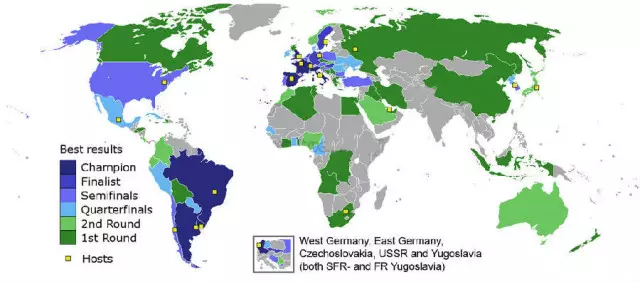 Best results
Champion
Finalist
Semifinals
Quarterfinals
2nd Round
1st Round
Hosts
West Germany, East Germany,
Czechoslovakia, USSR and Yugoslavia
(both SFR- and FR Yugoslavia)